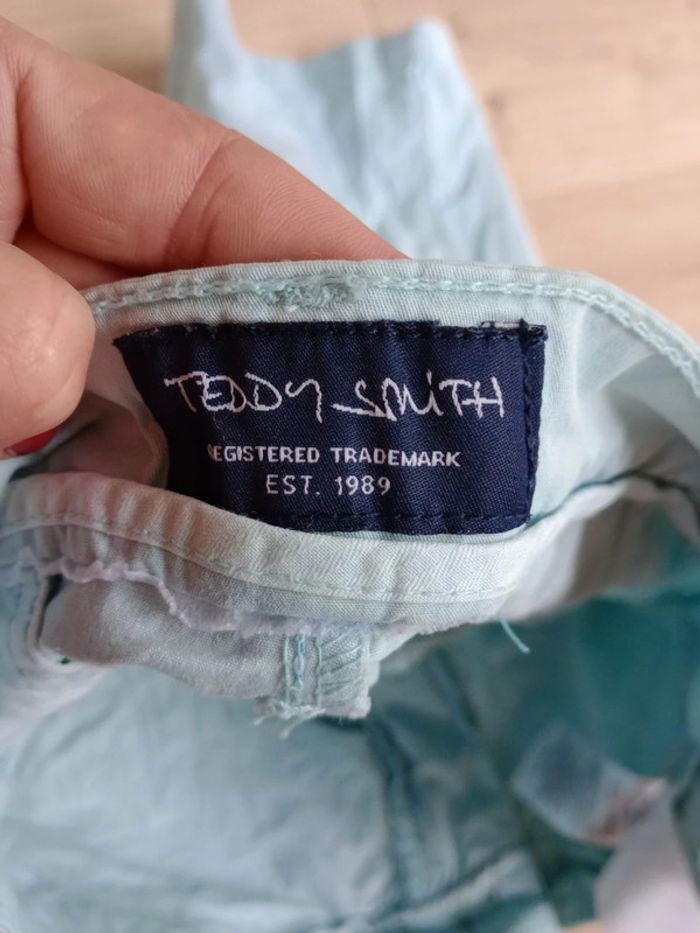 TEDDY SMITH
REGISTERED TRADEMARK
EST. 1989